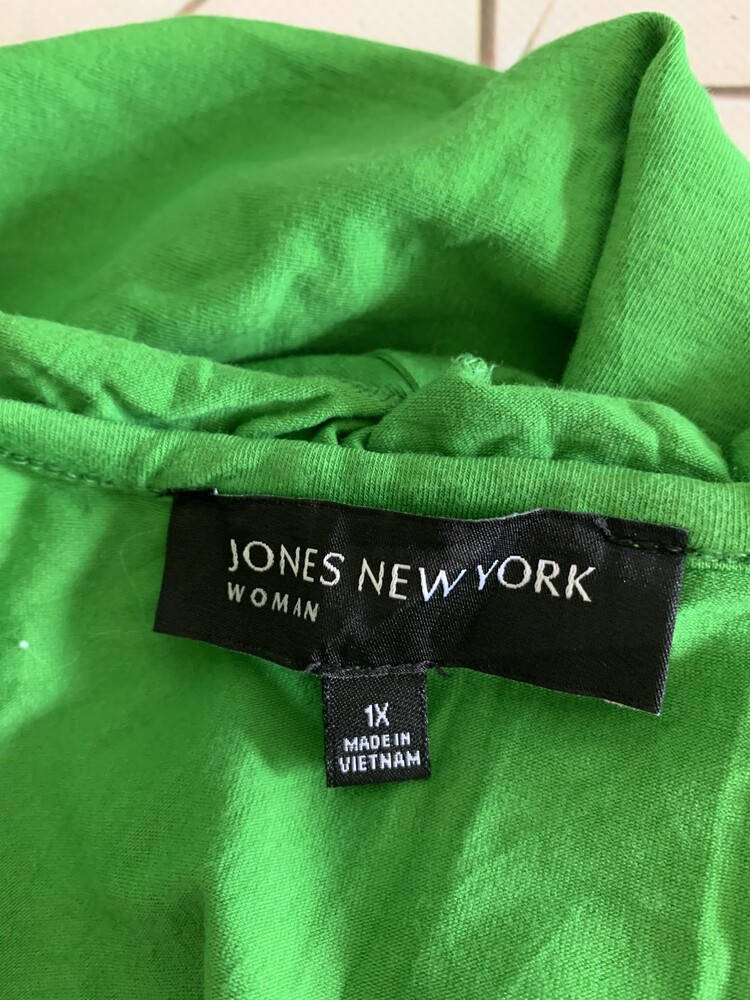 JONES NEW YORK
WOMAN
1X
MADE IN
VIETNAM